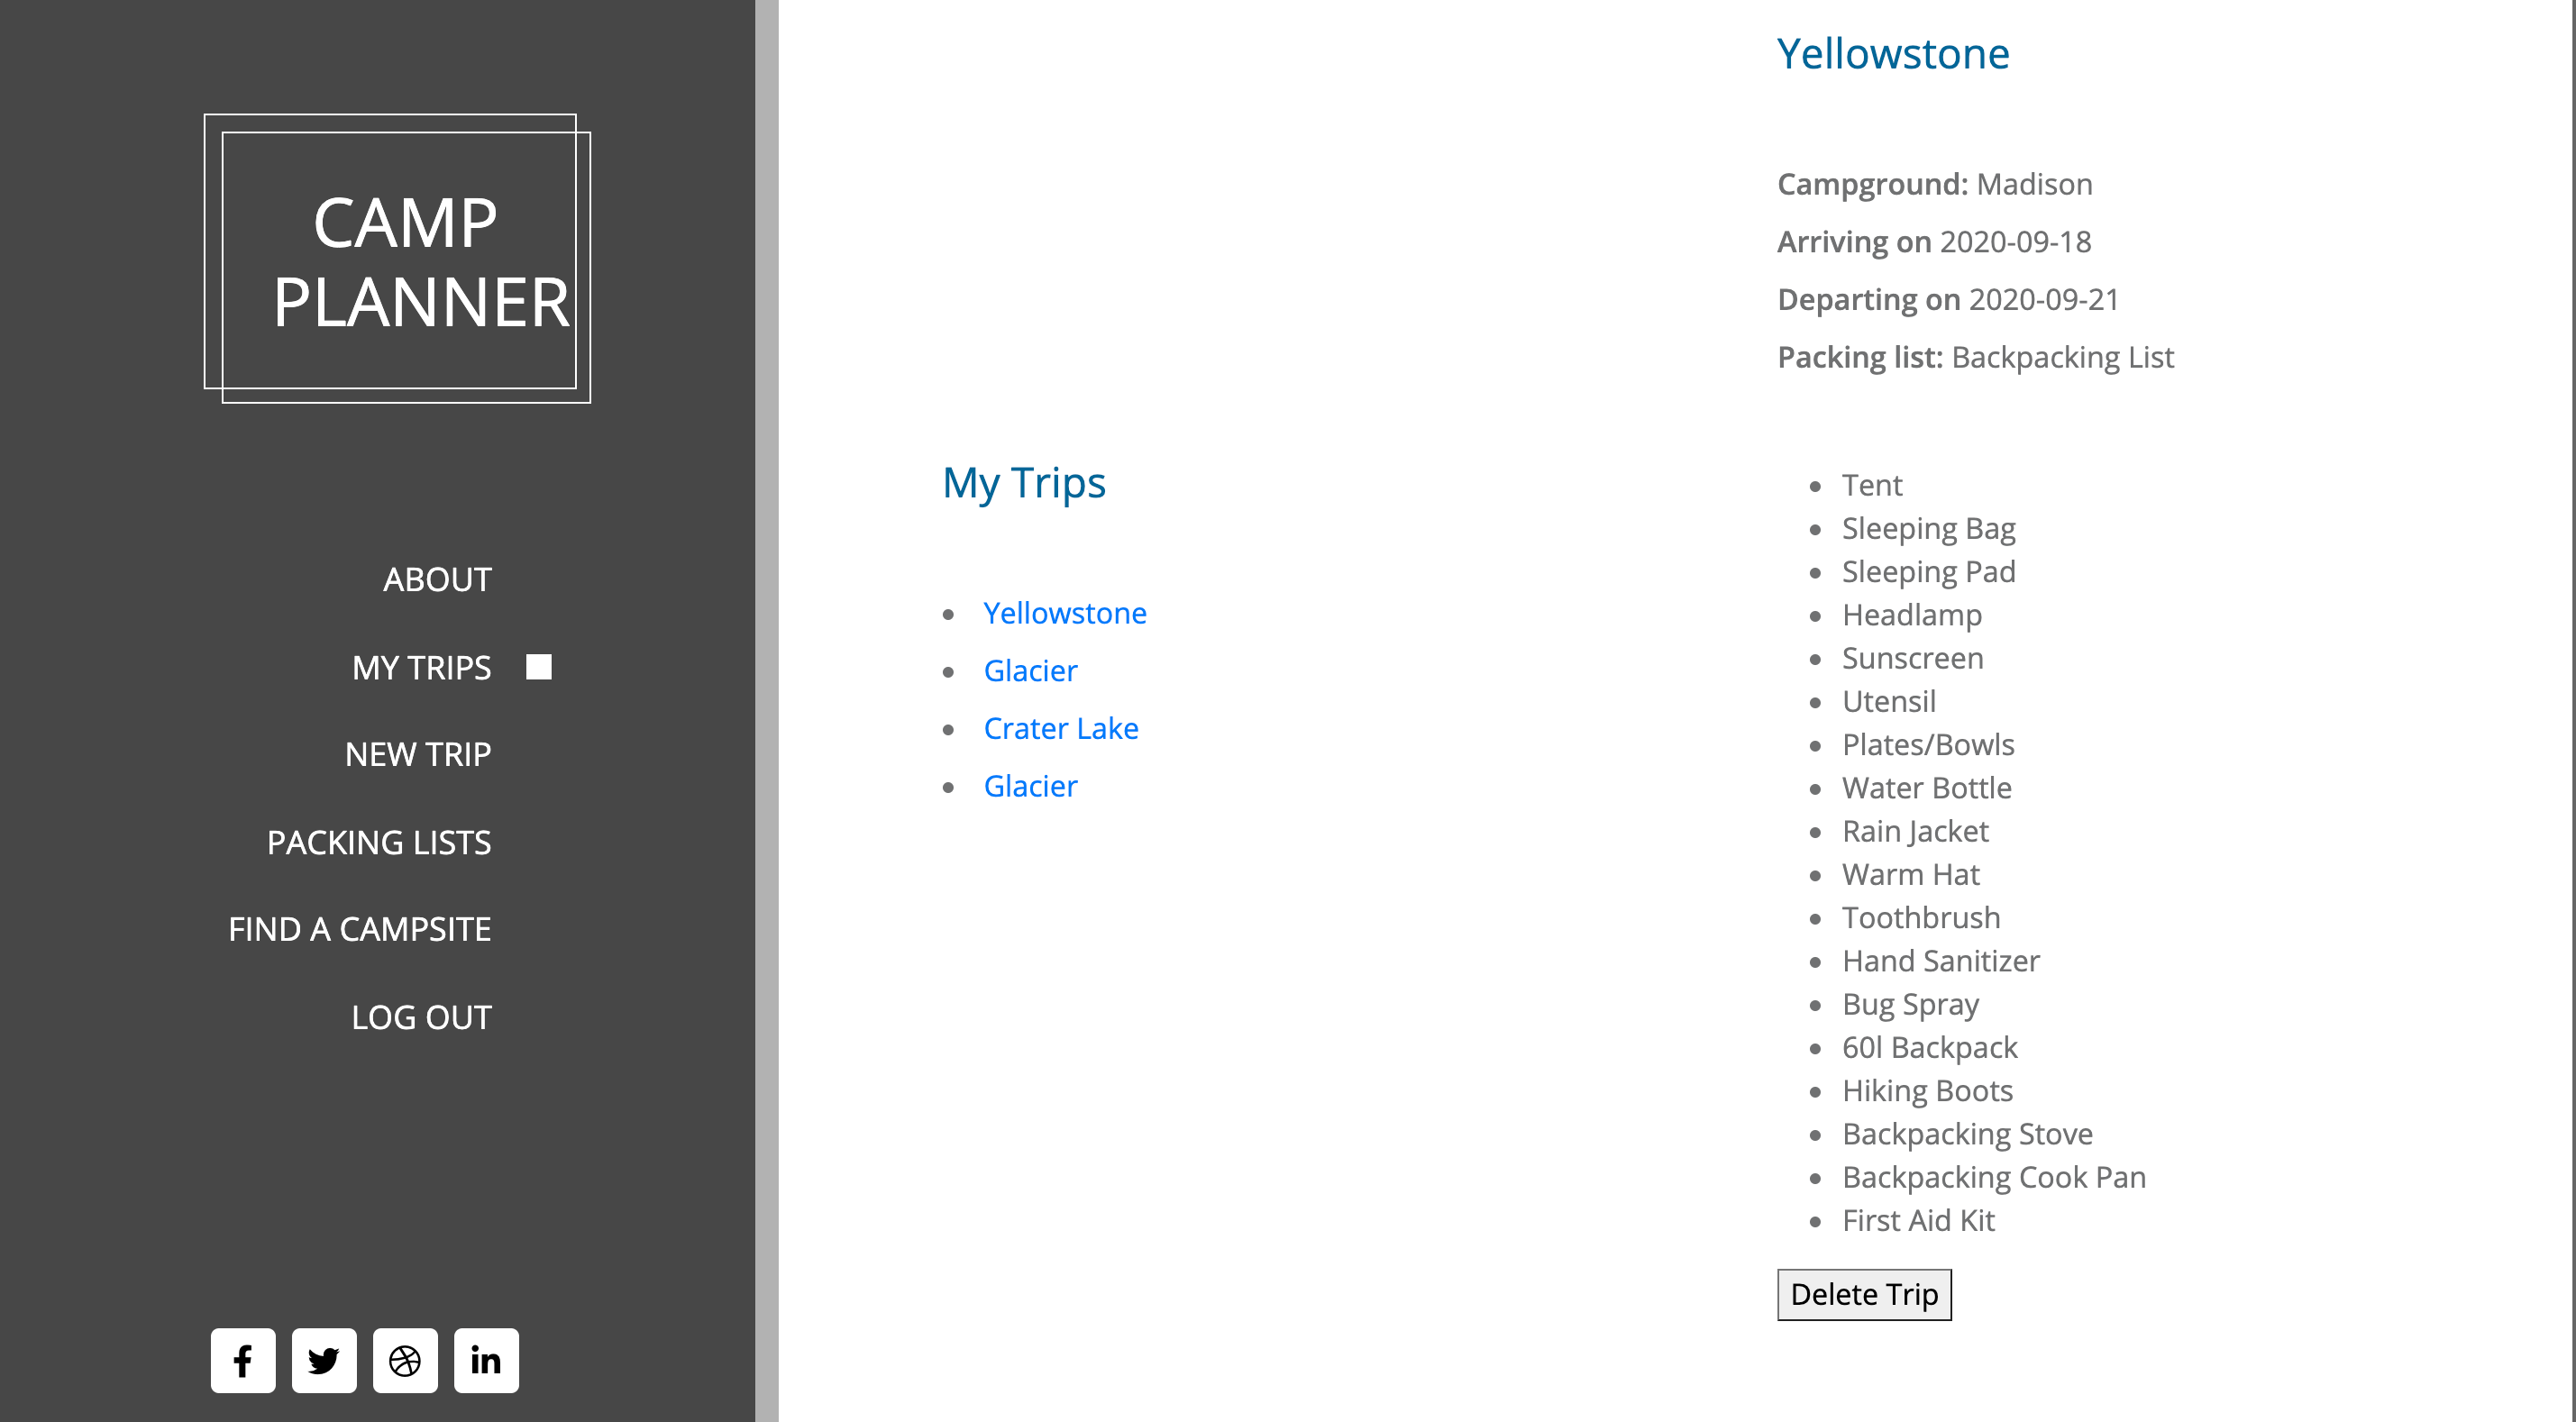 CAMP
PLANNER
ABOUT
MY TRIPS
NEW TRIP
PACKING LISTS
FIND A CAMPSITE
LOG OUT
My Trips
Yellowstone
Glacier
Crater Lake
Glacier
Yellowstone
Campground: Madison
Arriving on 2020-09-18
Departing on 2020-09-21
Packing list: Backpacking List
Tent
Sleeping Bag
Sleeping Pad
Headlamp
Sunscreen
Utensil
Plates/Bowls
Water Bottle
Rain Jacket
Warm Hat
Toothbrush
Hand Sanitizer
Bug Spray
60l Backpack
Hiking Boots
Backpacking Stove
Backpacking Cook Pan
First Aid Kit
Delete Trip